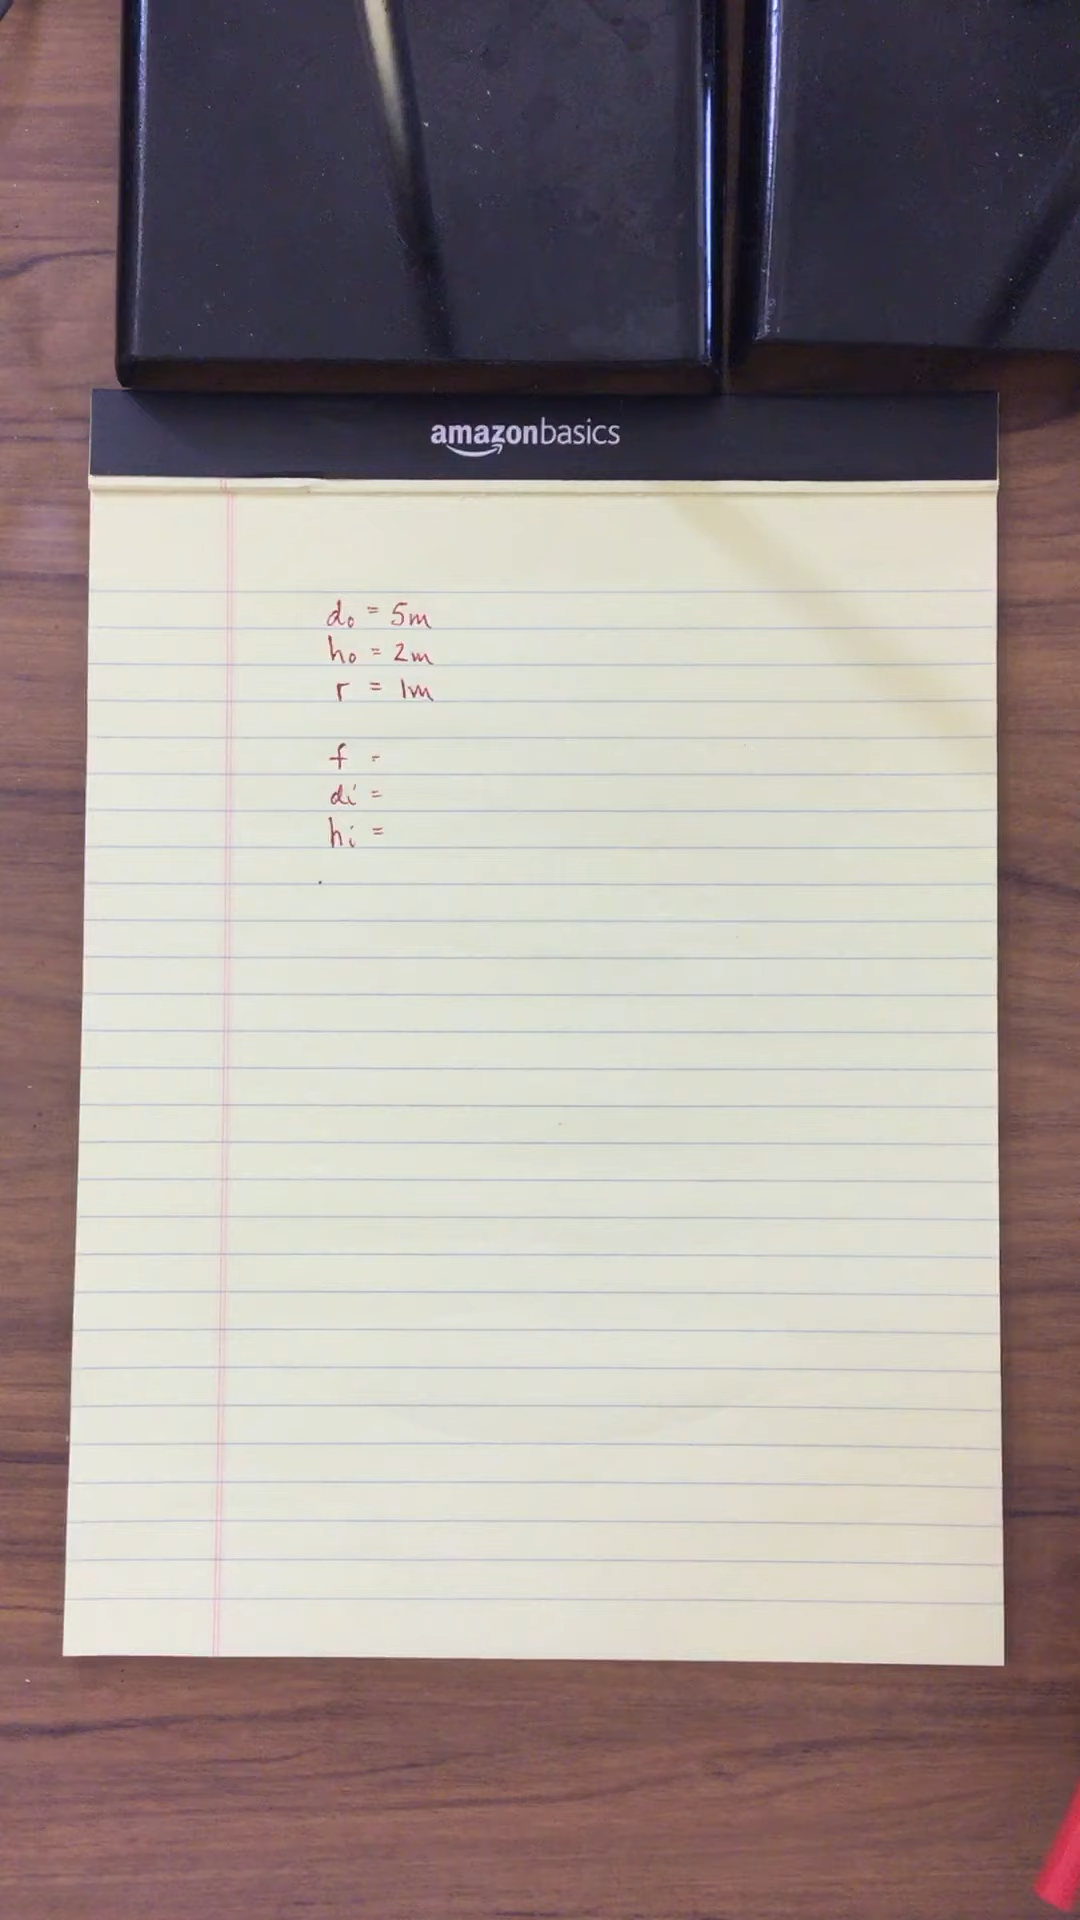 amazonbasics
d₀ = 5m
h₀ = 2m
r = 1m
f =
di =
hi =